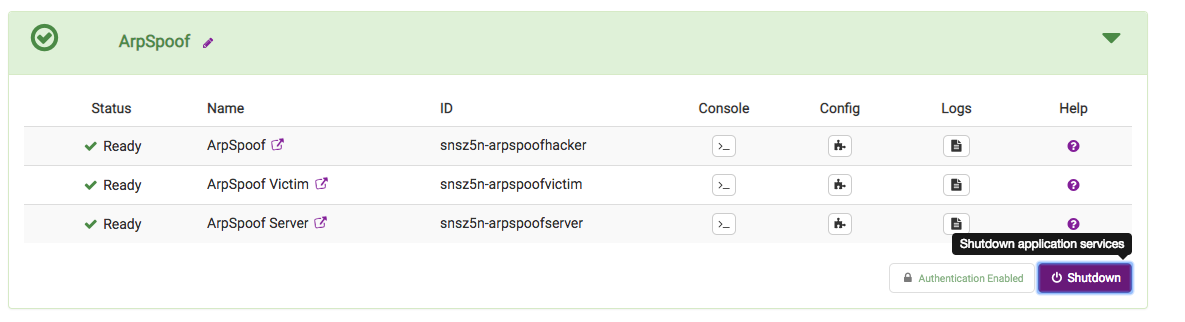 ArpSpoof
Status Name ID Console Config Logs Help
Ready ArpSpoof snsz5n-arpspoofhacker >_ ?
Ready ArpSpoof Victim snsz5n-arpspoofvictim >_ ?
Ready ArpSpoof Server snsz5n-arpspoofserver >_ ?
Shutdown application services
Authentication Enabled Shutdown